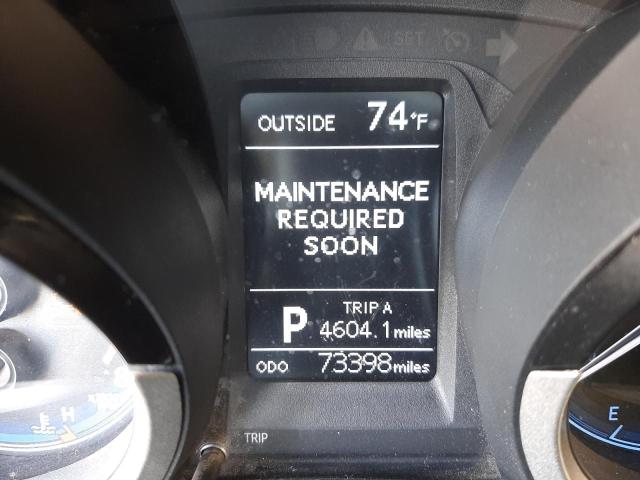 SET
OUTSIDE 74°F
MAINTENANCE
REQUIRED
SOON
TRIP A
P 4604.1 miles
ODO 73398 miles
H
E
TRIP